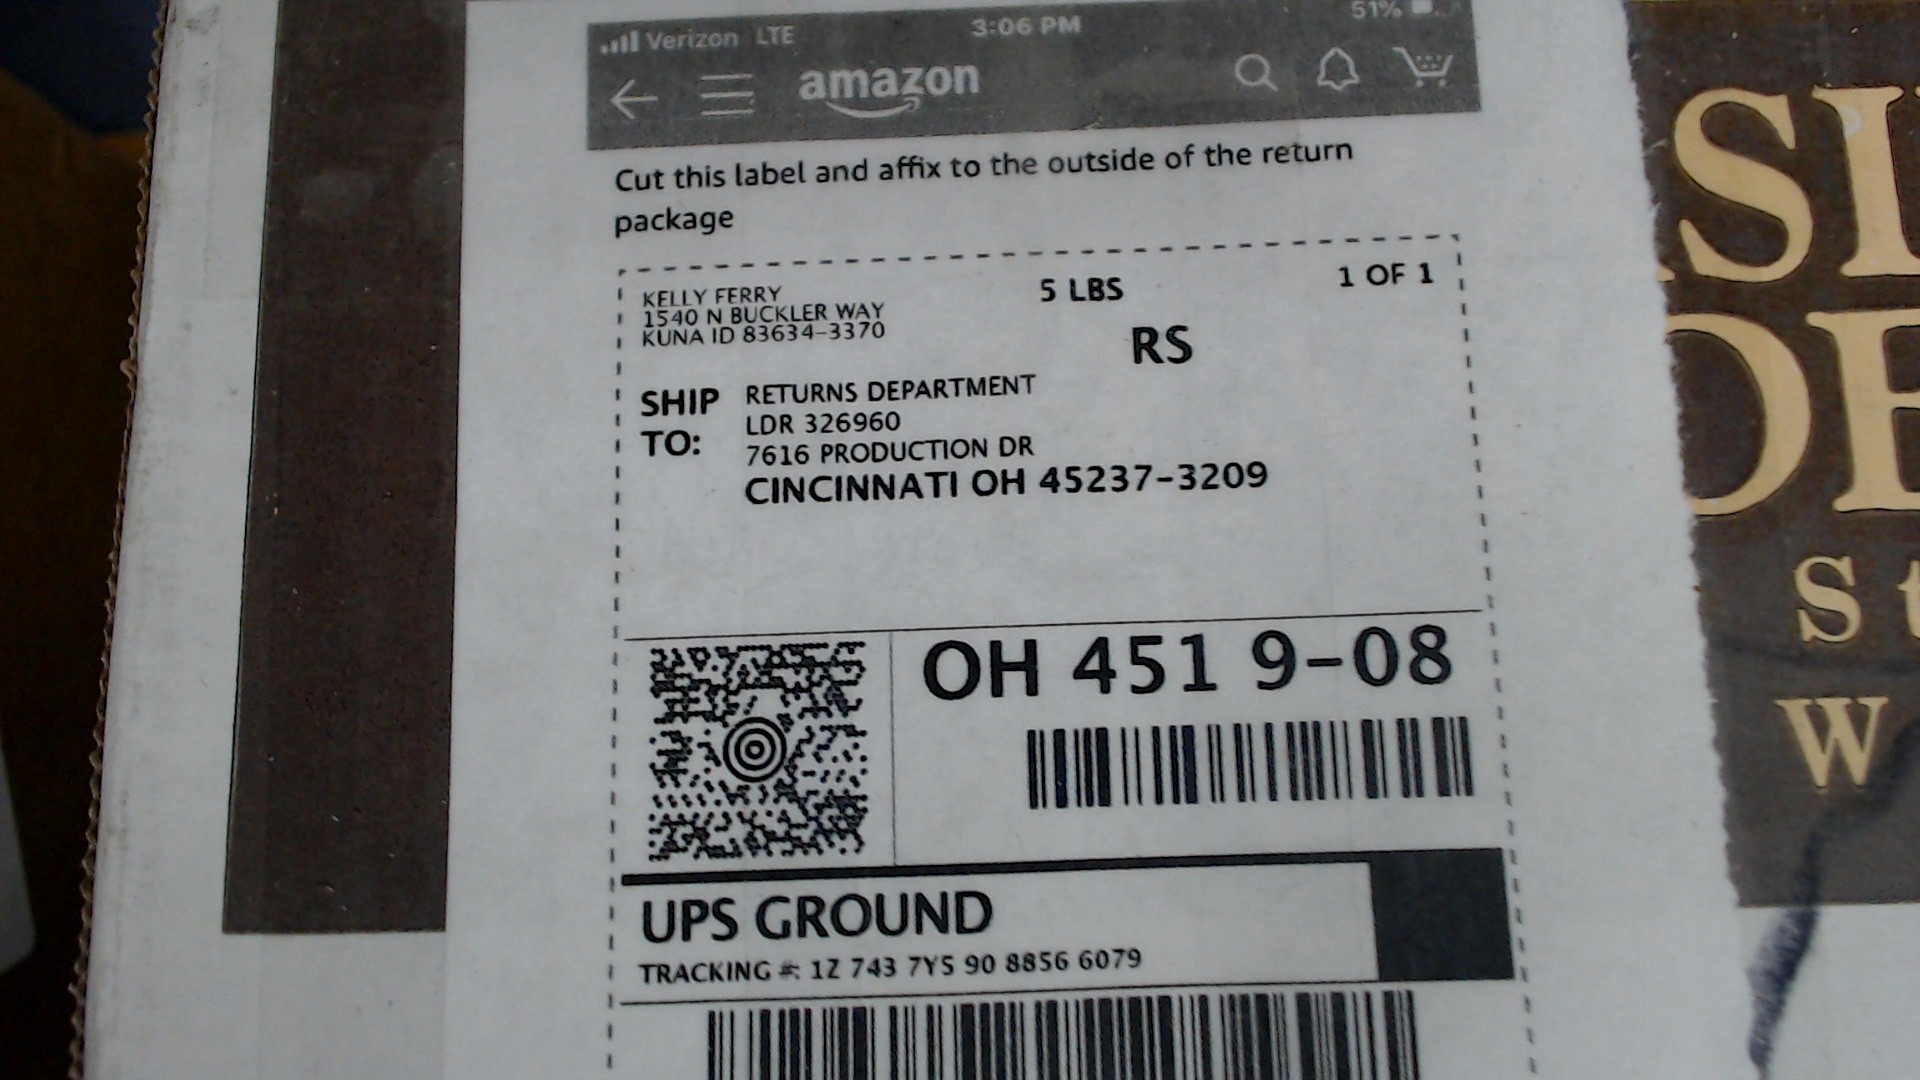 Verizon LTE 3:06 PM 51%
amazon
Cut this label and affix to the outside of the return
package
KELLY FERRY
1540 N BUCKLER WAY
KUNA ID 83634-3370
5 LBS
1 OF 1
RS
SHIP TO:
RETURNS DEPARTMENT
LDR 326960
7616 PRODUCTION DR
CINCINNATI OH 45237-3209
OH 451 9-08
UPS GROUND
TRACKING #: 1Z 743 7Y5 90 8856 6079